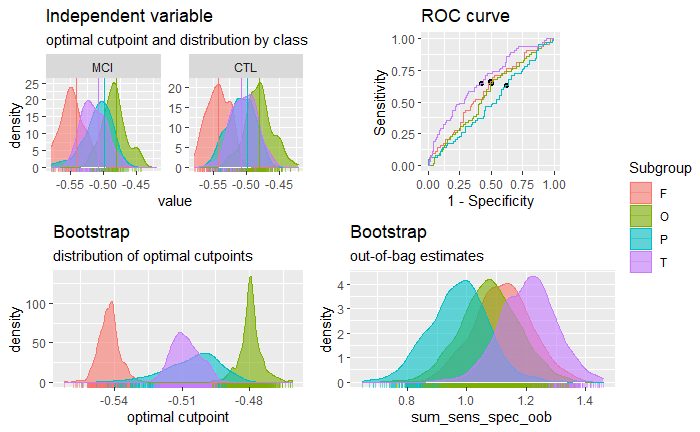 Independent variable
optimal cutpoint and distribution by class
MCI
CTL
density
25
20
15
10
5
0
20
15
10
5
0
-0.55
-0.50
-0.45
-0.55
-0.50
-0.45
value
ROC curve
Sensitivity
1.00
0.75
0.50
0.25
0.00
0.00
0.25
0.50
0.75
1.00
1 - Specificity
Subgroup
F
O
P
T
Bootstrap
distribution of optimal cutpoints
density
100
50
0
-0.54
-0.51
-0.48
optimal cutpoint
Bootstrap
out-of-bag estimates
density
4
3
2
1
0
0.8
1.0
1.2
1.4
sum_sens_spec_oob